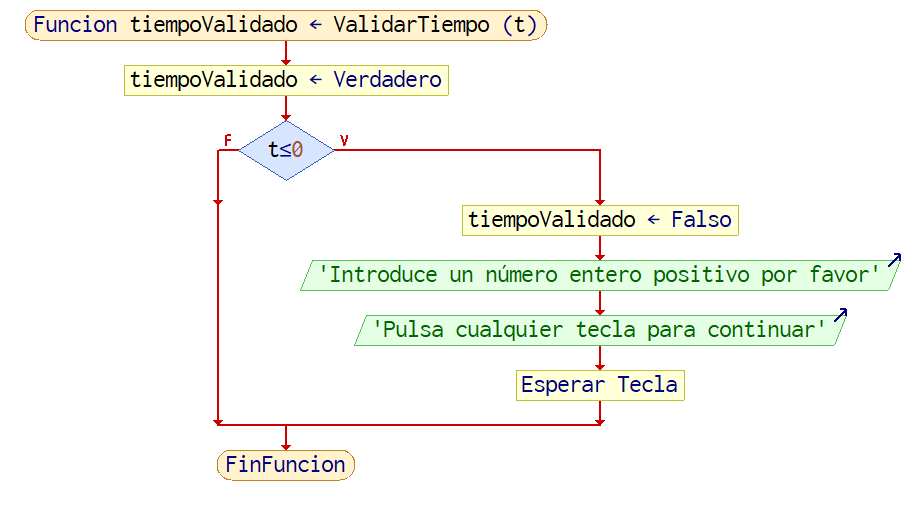 Funcion tiempoValidado ← ValidarTiempo (t)
tiempoValidado ← Verdadero
F
V
t≤0
tiempoValidado ← Falso
'Introduce un número entero positivo por favor'
'Pulsa cualquier tecla para continuar'
Esperar Tecla
FinFuncion